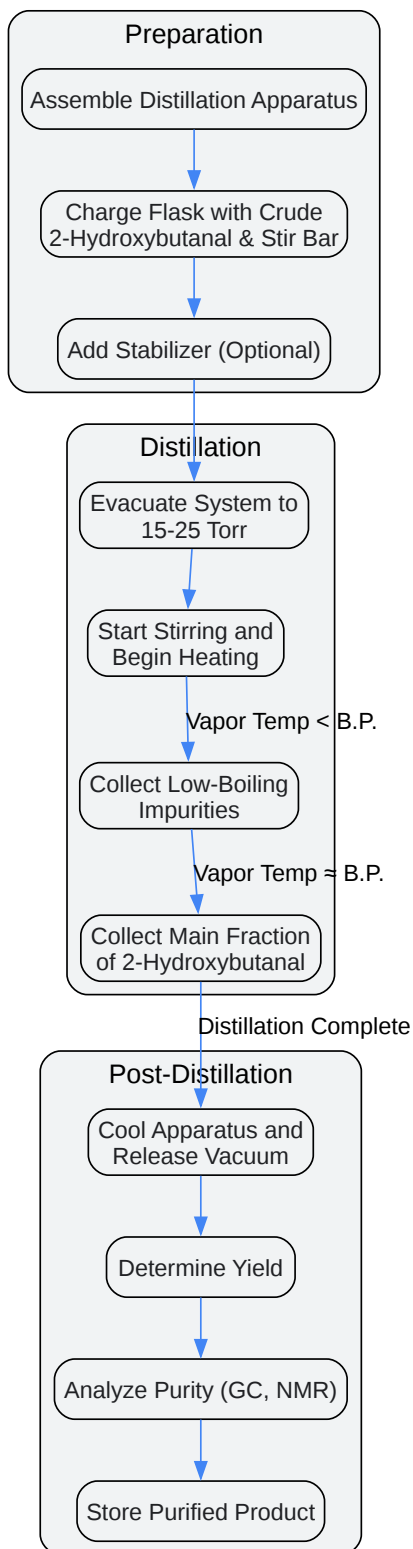 Preparation
Assemble Distillation Apparatus
Charge Flask with Crude
2-Hydroxybutanal & Stir Bar
Add Stabilizer (Optional)
Distillation
Evacuate System to
15-25 Torr
Start Stirring and
Begin Heating
Vapor Temp < B.P.
Collect Low-Boiling
Impurities
Vapor Temp ≈ B.P.
Collect Main Fraction
of 2-Hydroxybutanal
Distillation Complete
Post-Distillation
Cool Apparatus and
Release Vacuum
Determine Yield
Analyze Purity (GC, NMR)
Store Purified Product